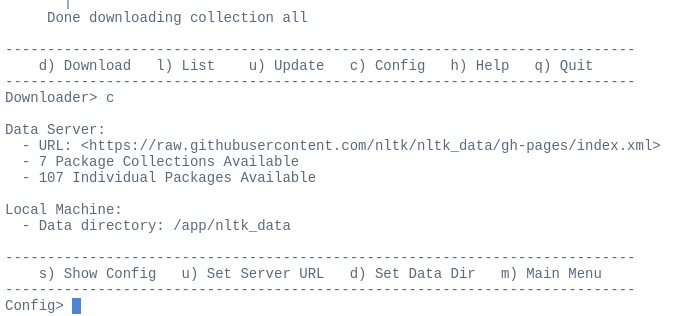 Done downloading collection all
---------------------------------------------------------------------------
d) Download   l) List    u) Update   c) Config   h) Help   q) Quit
---------------------------------------------------------------------------
Downloader> c
Data Server:
- URL: <https://raw.githubusercontent.com/nltk/nltk_data/gh-pages/index.xml>
- 7 Package Collections Available
- 107 Individual Packages Available
Local Machine:
- Data directory: /app/nltk_data
---------------------------------------------------------------------------
s) Show Config   u) Set Server URL   d) Set Data Dir   m) Main Menu
---------------------------------------------------------------------------
Config>